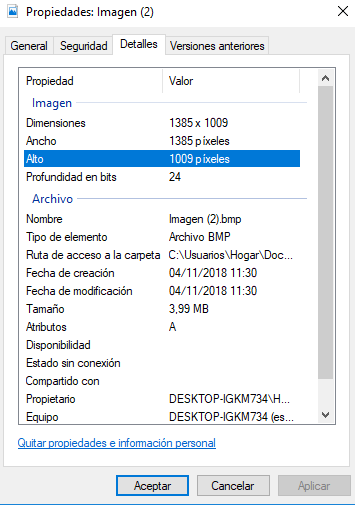 Propiedades: Imagen (2)
General Seguridad Detalles Versiones anteriores
Propiedad Valor
Imagen
Dimensiones 1385 x 1009
Ancho 1385 píxeles
Alto 1009 píxeles
Profundidad en bits 24
Archivo
Nombre Imagen (2).bmp
Tipo de elemento Archivo BMP
Ruta de acceso a la carpeta C:\Usuarios\Hogar\Doc...
Fecha de creación 04/11/2018 11:30
Fecha de modificación 04/11/2018 11:30
Tamaño 3,99 MB
Atributos A
Disponibilidad
Estado sin conexión
Compartido con
Propietario DESKTOP-IGKM734\H...
Equipo DESKTOP-IGKM734 (es...
Quitar propiedades e información personal
Aceptar Cancelar Aplicar